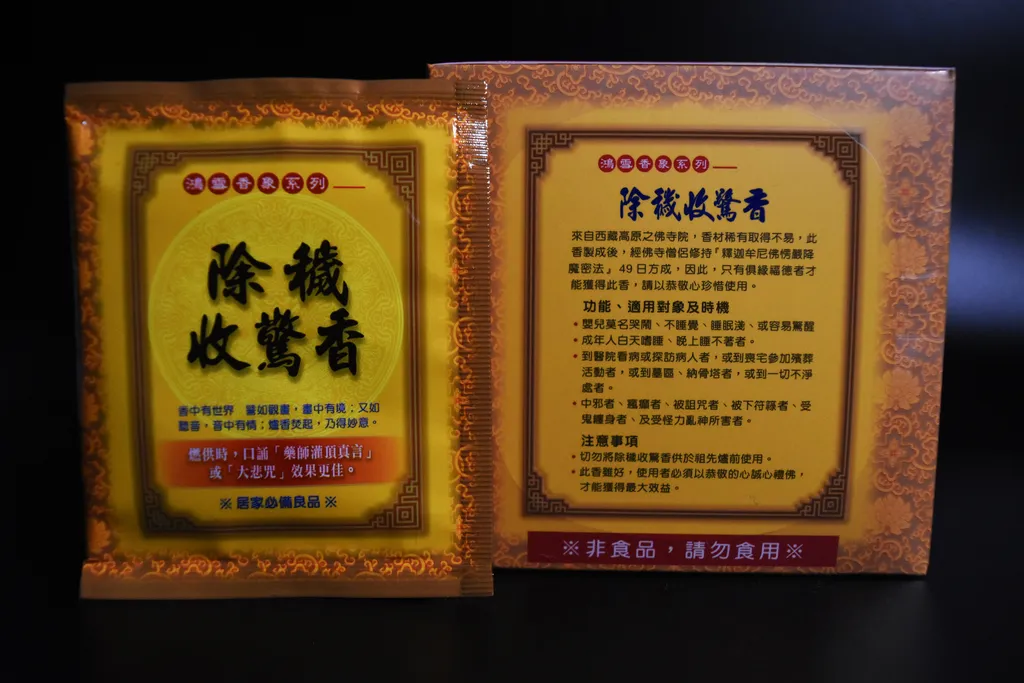 鴻雪香象系列
除穢
收驚香
香中有世界 薰如觀畫，畫中有境；又如
聽音，音中有情；爐香焚起，乃得妙意。
燃供時，口誦「藥師灌頂真言」
或「大悲咒」效果更佳。
※居家必備良品※
鴻雪香象系列
除穢收驚香
來自西藏高原之佛寺院，香材稀有取得不易，此
香製成後，經佛寺僧侶修持『釋迦牟尼佛楞嚴降
魔密法』49日方成，因此，只有俱緣福德者才
能獲得此香，請以恭敬心珍惜使用。
功能、適用對象及時機
•嬰兒莫名哭鬧、不睡覺、睡眠淺、或容易驚醒
•成年人白天嗜睡、晚上睡不著者。
•到醫院看病或探訪病人者，或到喪宅參加殯葬
活動者，或到墓區、納骨塔者，或到一切不淨
處者。
•中邪者、瘋癲者、被詛咒者、被下符籙者、受
鬼纏身者、及受怪力亂神所害者。
注意事項
•切勿將除穢收驚香供於祖先爐前使用。
•此香雖好，使用者必須以恭敬的心誠心禮佛，
才能獲得最大效益。
※非食品，請勿食用※